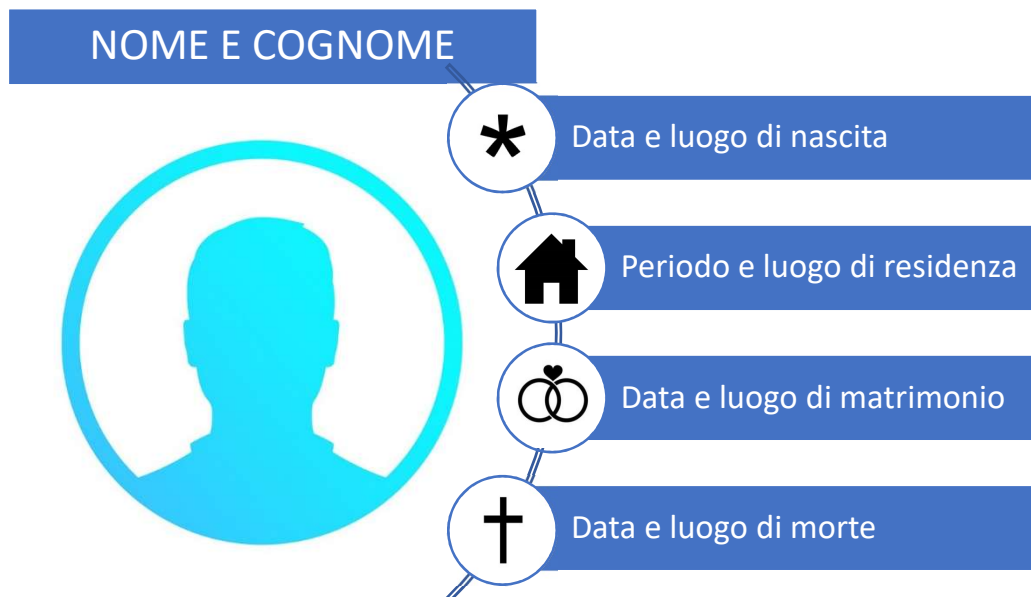 NOME E COGNOME
Data e luogo di nascita
Periodo e luogo di residenza
Data e luogo di matrimonio
Data e luogo di morte